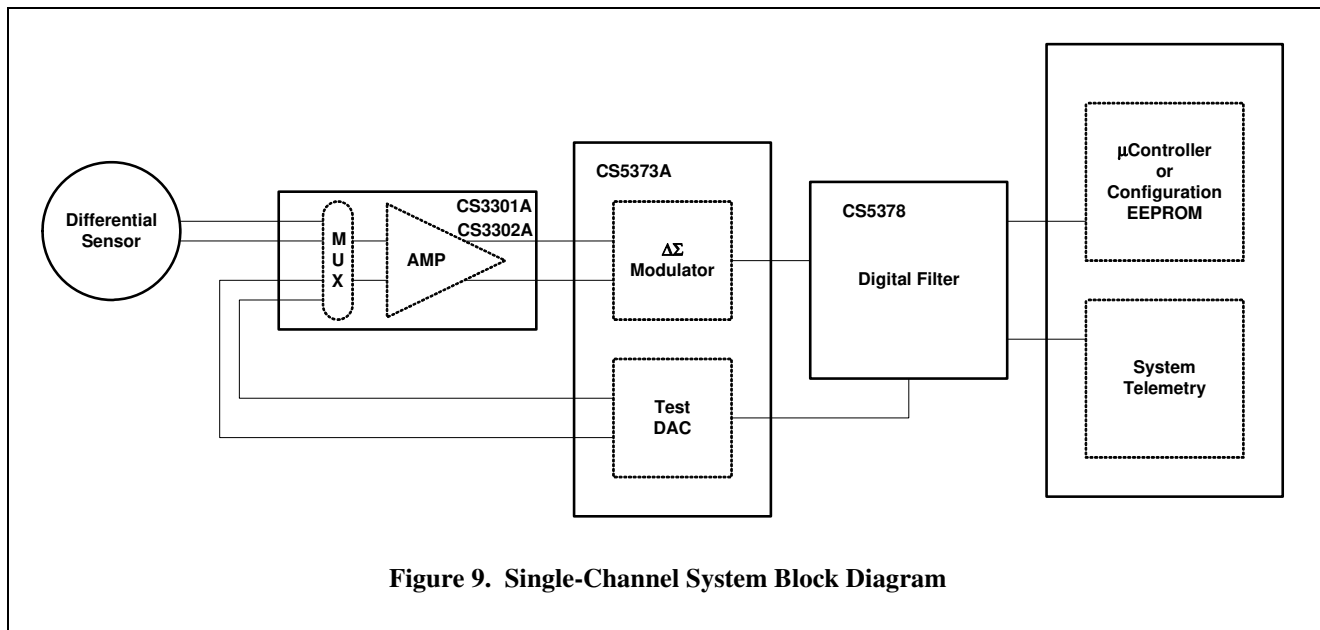 Differential
Sensor
M
U
X
AMP
CS3301A
CS3302A
CS5373A
ΔΣ
Modulator
Test
DAC
CS5378
Digital Filter
µController
or
Configuration
EEPROM
System
Telemetry
Figure 9. Single-Channel System Block Diagram